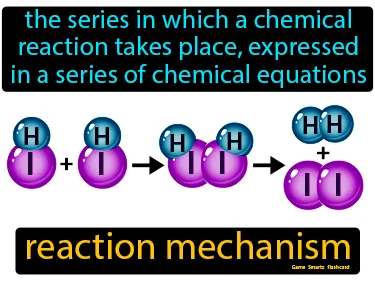 the series in which a chemical
reaction takes place, expressed
in a series of chemical equations
H H H H H H
I + I I I +
I I
reaction mechanism
Game Smartz flashcard